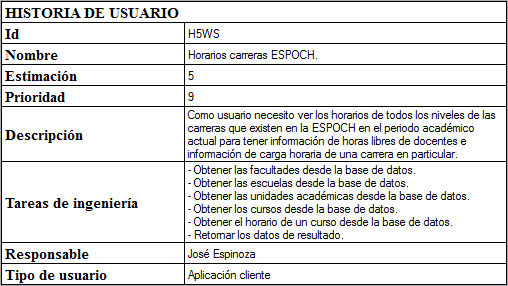 HISTORIA DE USUARIO
Id H5WS
Nombre Horarios carreras ESPOCH.
Estimación 5
Prioridad 9
Descripción Como usuario necesito ver los horarios de todos los niveles de las
carreras que existen en la ESPOCH en el periodo académico
actual para tener información de horas libres de docentes e
información de carga horaria de una carrera en particular.
Tareas de ingeniería - Obtener las facultades desde la base de datos.
- Obtener las escuelas desde la base de datos.
- Obtener las unidades académicas desde la base de datos.
- Obtener los cursos desde la base de datos.
- Obtener el horario de un curso desde la base de datos.
- Retornar los datos de resultado.
Responsable José Espinoza
Tipo de usuario Aplicación cliente